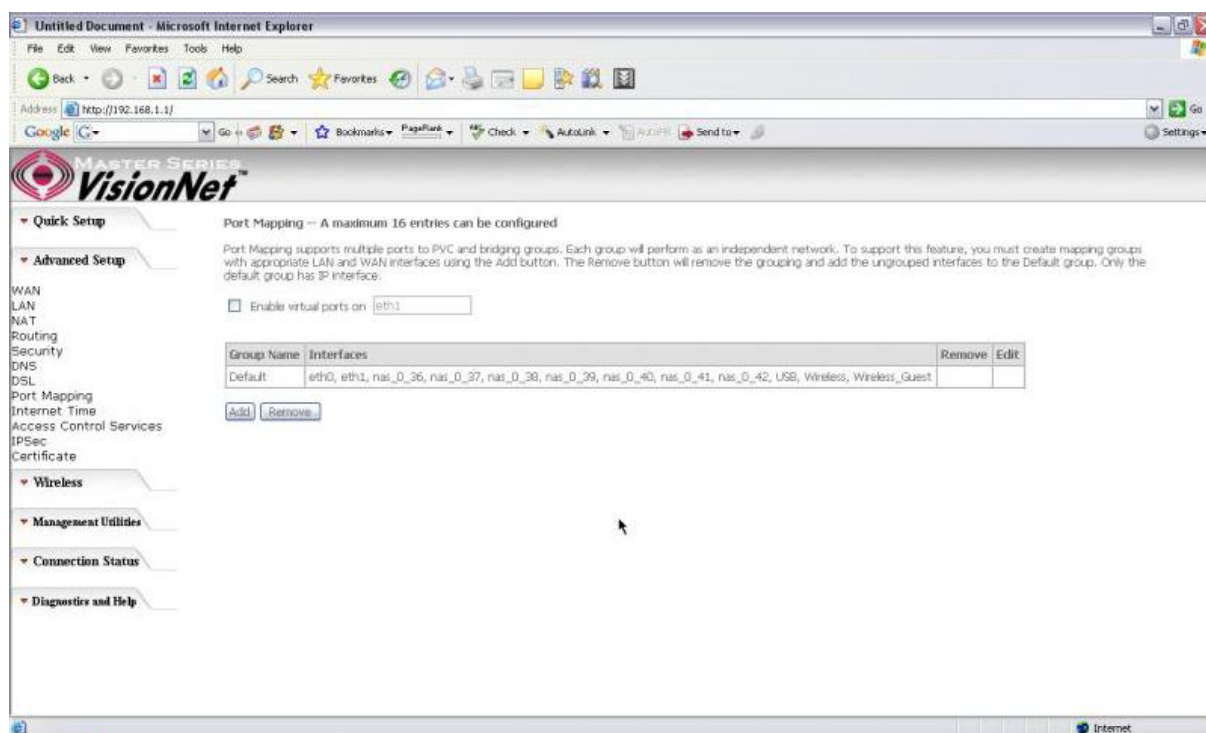 Untitled Document - Microsoft Internet Explorer
File Edit View Favorites Tools Help
Back Search Favorites
Address http://192.168.1.1/ Go
Google G Go Bookmarks PageRank Check AutoLink AutoFill Send to Settings
MASTER SERIES
VisionNet™
Quick Setup
Advanced Setup
WAN
LAN
NAT
Routing
Security
DNS
DSL
Port Mapping
Internet Time
Access Control Services
IPSec
Certificate
Wireless
Management Utilities
Connection Status
Diagnostics and Help
Port Mapping -- A maximum 16 entries can be configured
Port Mapping supports multiple ports to PVC and bridging groups. Each group will perform as an independent network. To support this feature, you must create mapping groups
with appropriate LAN and WAN interfaces using the Add button. The Remove button will remove the grouping and add the ungrouped interfaces to the Default group. Only the
default group has IP interface.
Enable virtual ports on eth1
Group Name Interfaces Remove Edit
Default eth0, eth1, nas_0_36, nas_0_37, nas_0_38, nas_0_39, nas_0_40, nas_0_41, nas_0_42, USB, Wireless, Wireless_Guest
Add Remove
Internet